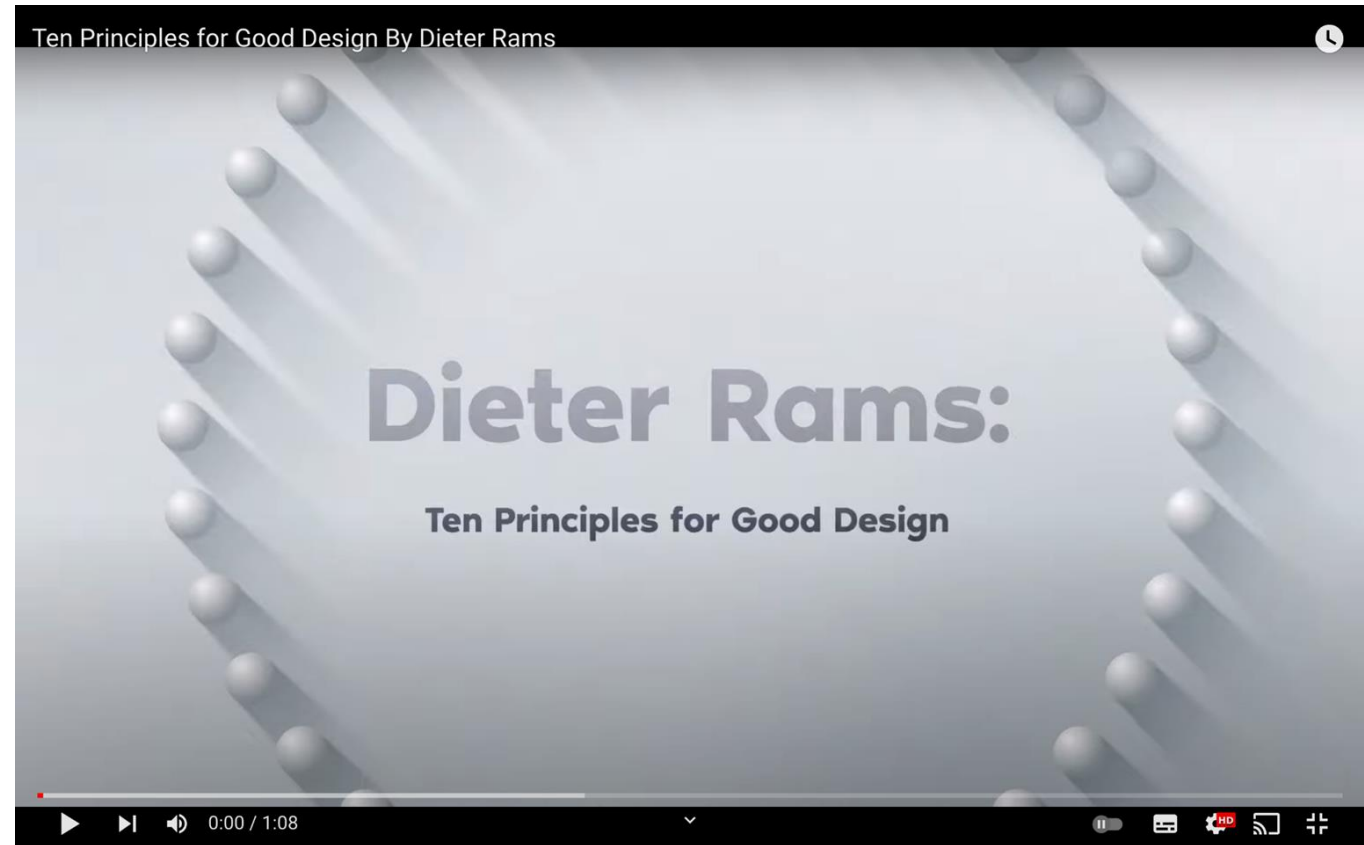 Ten Principles for Good Design By Dieter Rams
Dieter Rams:
Ten Principles for Good Design
0:00 / 1:08
HD